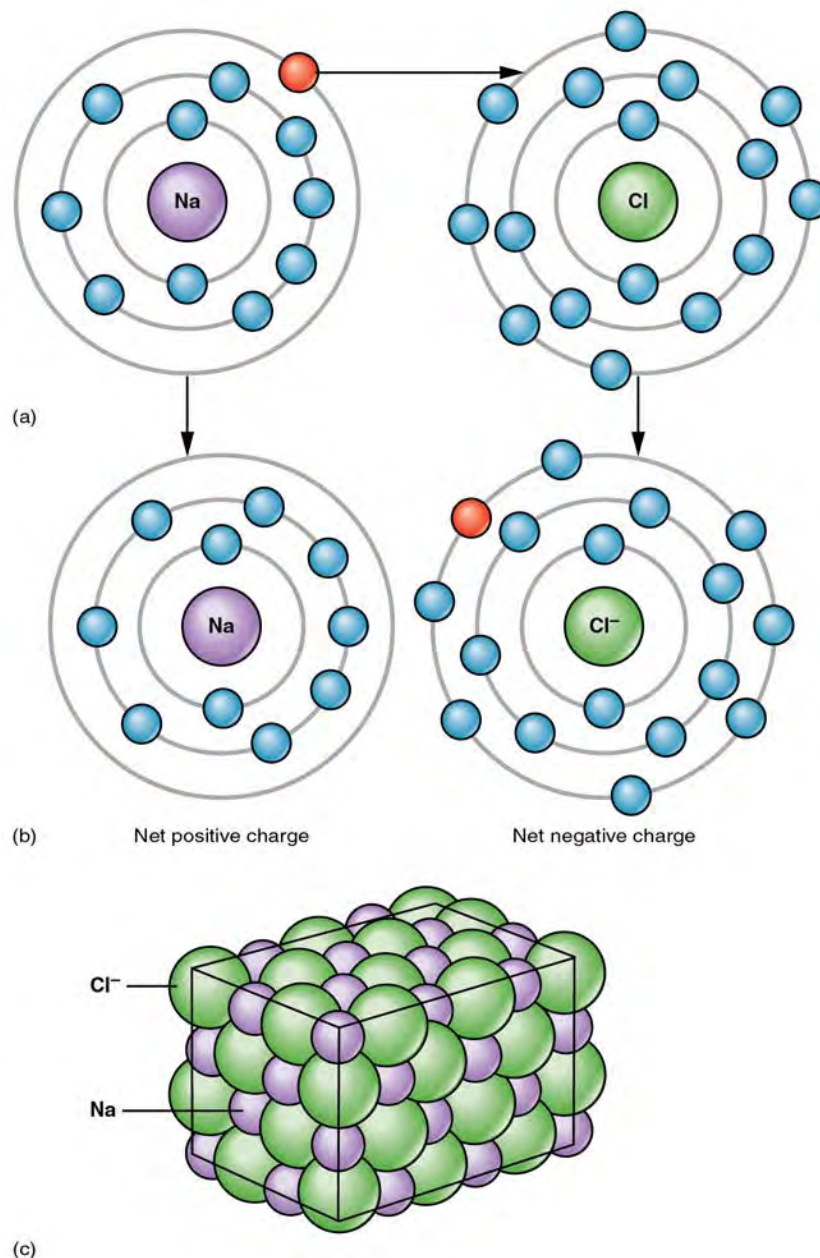 Na
Cl
(a)
Na
Cl–
(b) Net positive charge Net negative charge
Cl–
Na
(c)